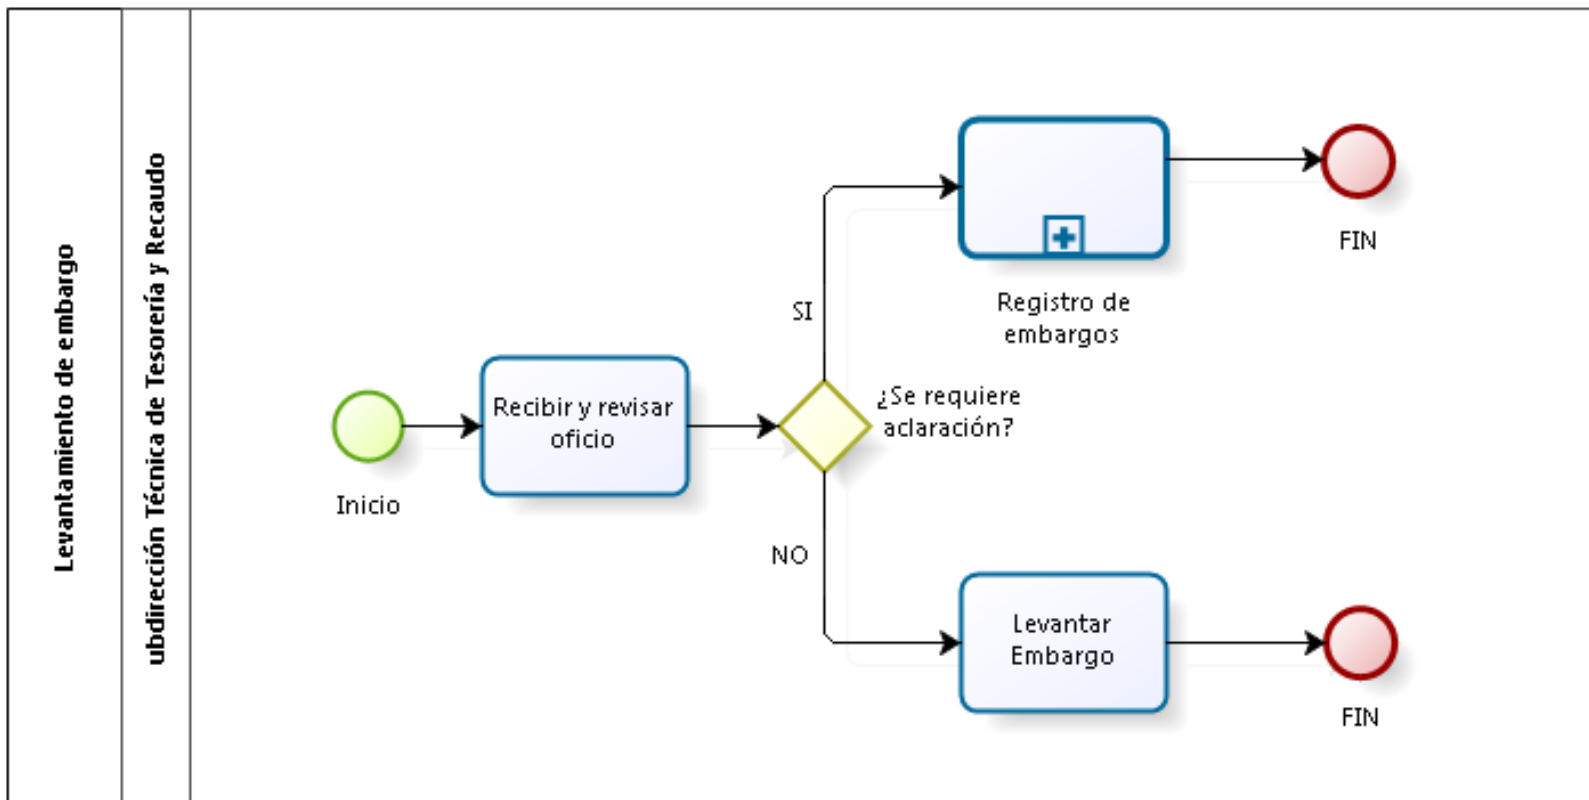 Levantamiento de embargo
ubdirección Técnica de Tesorería y Recaudo
Inicio
Recibir y revisar
oficio
¿Se requiere
aclaración?
SI
Registro de
embargos
FIN
NO
Levantar
Embargo
FIN